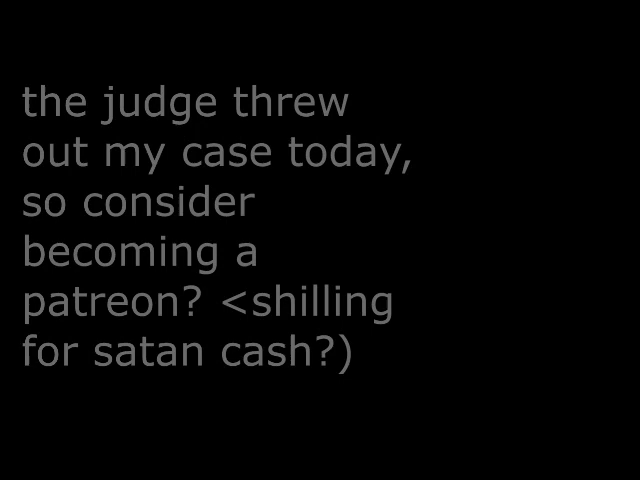 the judge threw
out my case today,
so consider
becoming a
patreon? <shilling
for satan cash?)